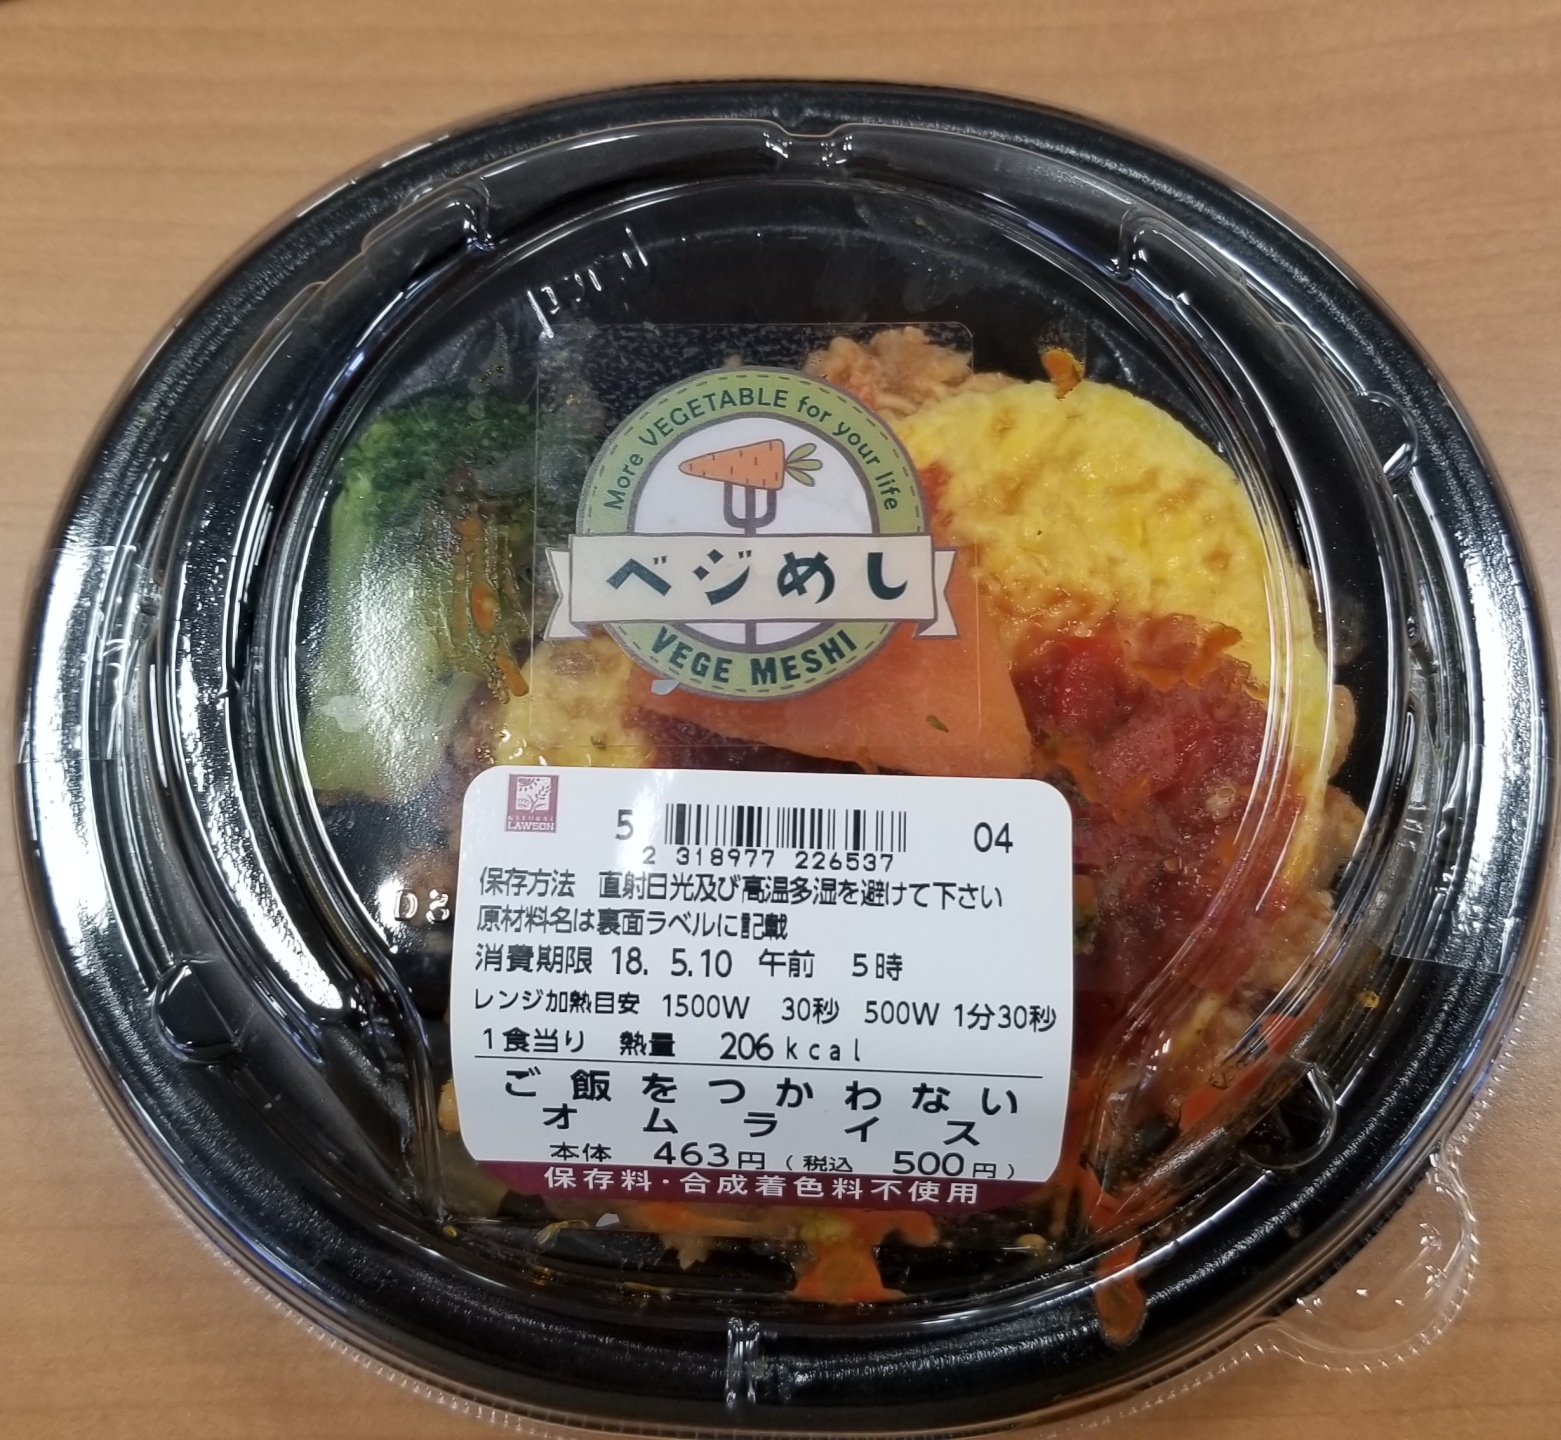 More VEGETABLE for your life
ベジめし
VEGE MESHI
NATURAL
LAWSON
5 04
2 318977 226537
保存方法 直射日光及び高温多湿を避けて下さい
原材料名は裏面ラベルに記載
消費期限 18. 5.10 午前 5時
レンジ加熱目安 1500W 30秒 500W 1分30秒
1食当り 熱量 206kcal
ご飯をつかわない
オムライス
本体 463円(税込 500円)
保存料・合成着色料不使用